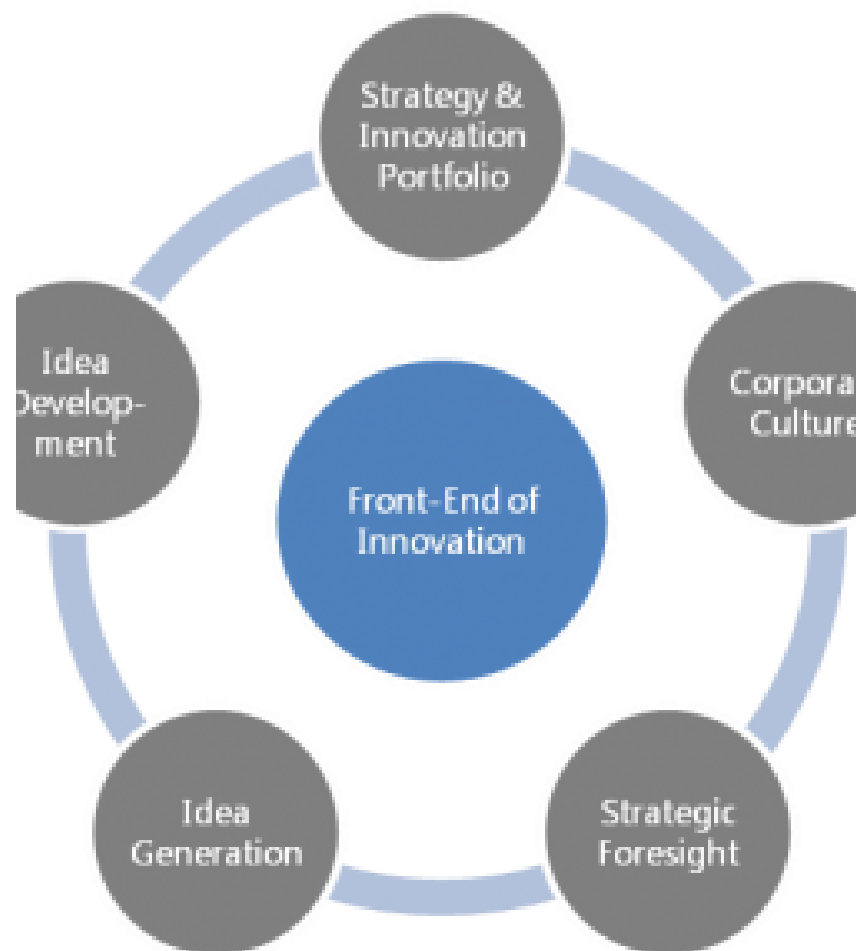 Strategy &
Innovation
Portfolio
Idea
Develop-
ment
Corpora
Culture
Front-End of
Innovation
Idea
Generation
Strategic
Foresight